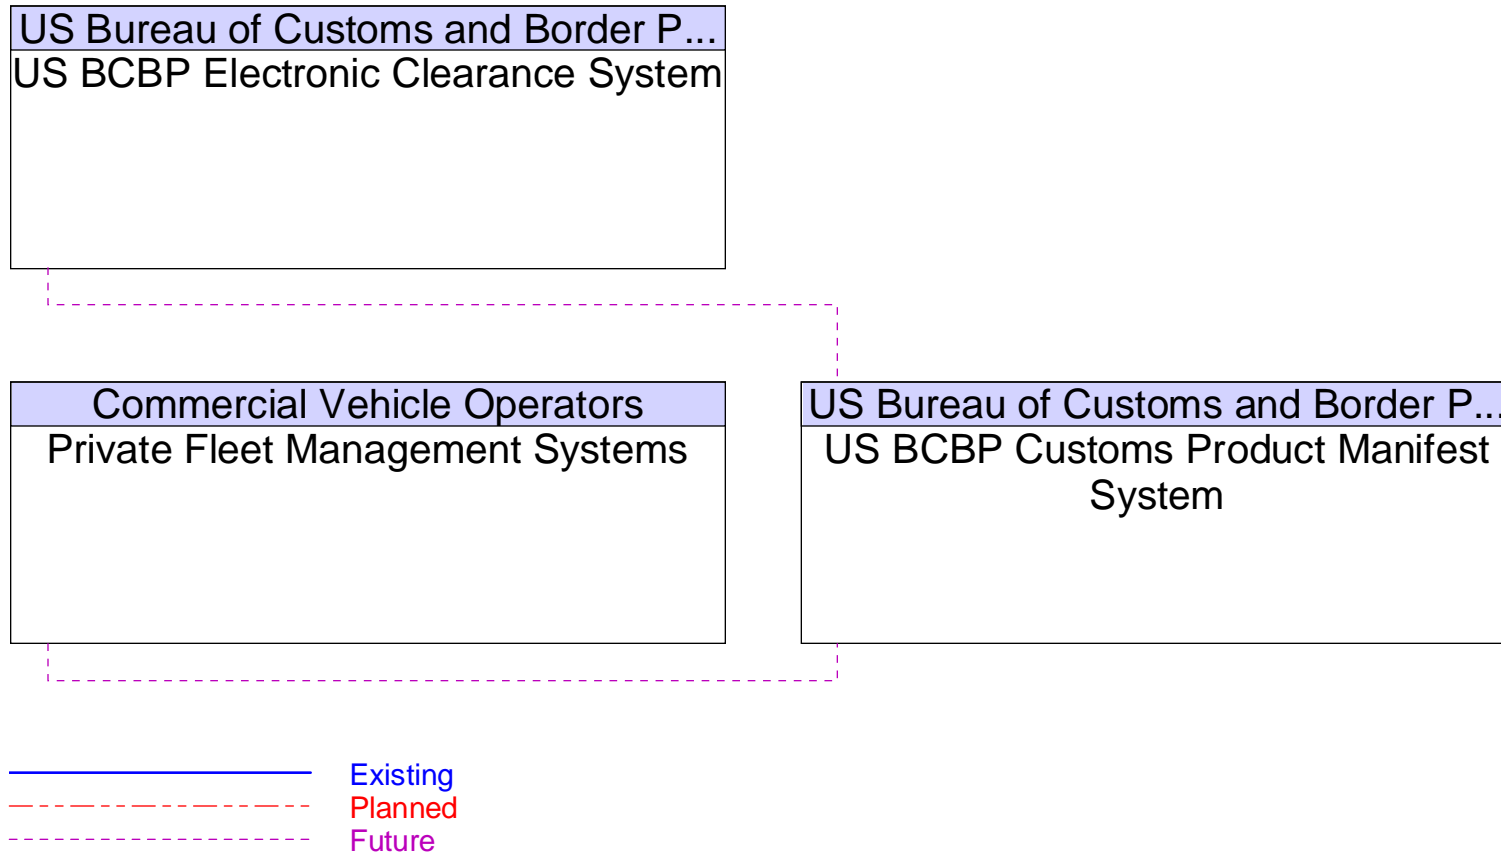 US Bureau of Customs and Border P...
US BCBP Electronic Clearance System
Commercial Vehicle Operators
Private Fleet Management Systems
US Bureau of Customs and Border P...
US BCBP Customs Product Manifest
System
Existing
Planned
Future